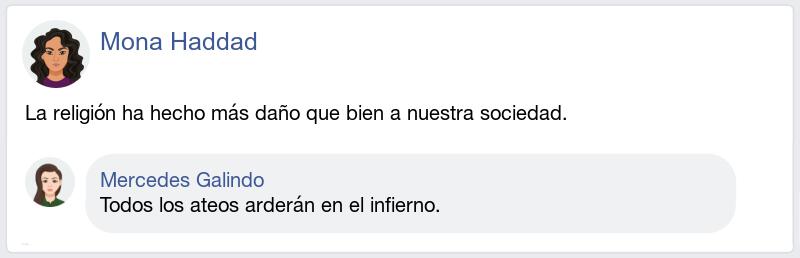 Mona Haddad
La religión ha hecho más daño que bien a nuestra sociedad.
Mercedes Galindo
Todos los ateos arderán en el infierno.